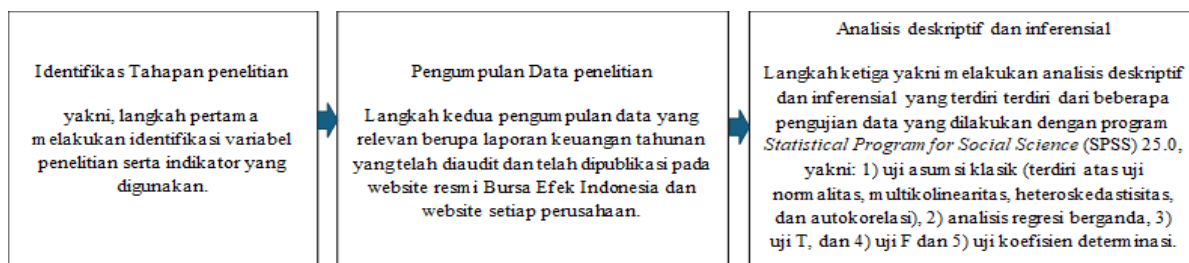 Identifikas Tahapan penelitian
yakni, langkah pertama
melakukan identifikasi variabel
penelitian serta indikator yang
digunakan.
Pengumpulan Data penelitian
Langkah kedua pengumpulan data yang
relevan berupa laporan keuangan tahunan
yang telah diaudit dan telah dipublikasi pada
website resmi Bursa Efek Indonesia dan
website setiap perusahaan.
Analisis deskriptif dan inferensial
Langkah ketiga yakni melakukan analisis deskriptif
dan inferensial yang terdiri terdiri dari beberapa
pengujian data yang dilakukan dengan program
Statistical Program for Social Science (SPSS) 25.0,
yakni: 1) uji asumsi klasik (terdiri atas uji
normalitas, multikolinearitas, heteroskedastisitas,
dan autokorelasi), 2) analisis regresi berganda, 3)
uji T, dan 4) uji F dan 5) uji koefisien determinasi.